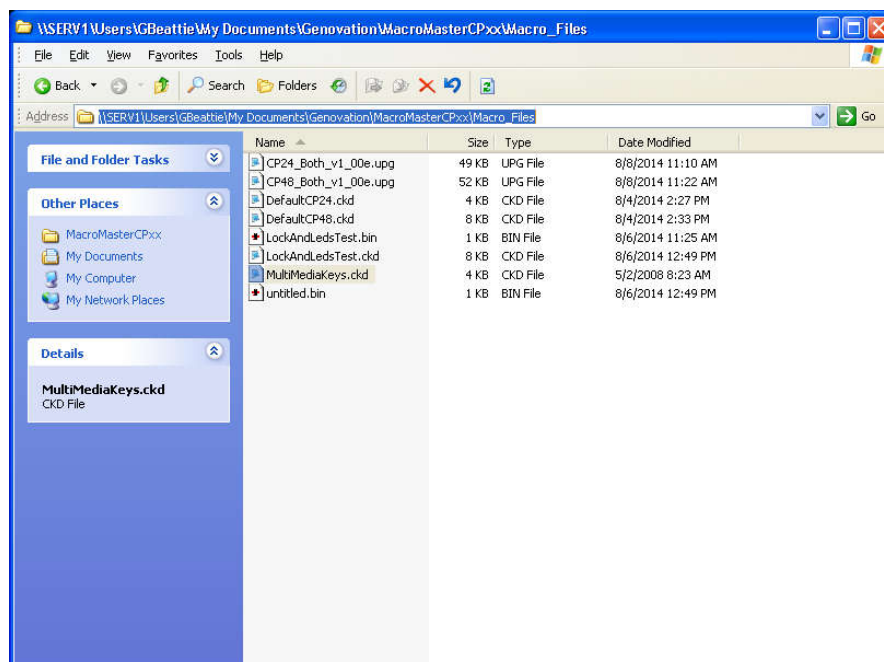 \\SERV1\Users\GBeattie\My Documents\Genovation\MacroMasterCPxx\Macro_Files
File Edit View Favorites Tools Help
Back Search Folders
Address \\SERV1\Users\GBeattie\My Documents\Genovation\MacroMasterCPxx\Macro_Files Go
File and Folder Tasks
Other Places
MacroMasterCPxx
My Documents
My Computer
My Network Places
Details
MultiMediaKeys.ckd
CKD File
Name Size Type Date Modified
CP24_Both_v1_00e.upg 49 KB UPG File 8/8/2014 11:10 AM
CP48_Both_v1_00e.upg 52 KB UPG File 8/8/2014 11:22 AM
DefaultCP24.ckd 4 KB CKD File 8/4/2014 2:27 PM
DefaultCP48.ckd 8 KB CKD File 8/4/2014 2:33 PM
LockAndLedsTest.bin 1 KB BIN File 8/6/2014 11:25 AM
LockAndLedsTest.ckd 8 KB CKD File 8/6/2014 12:49 PM
MultiMediaKeys.ckd 4 KB CKD File 5/2/2008 8:23 AM
untitled.bin 1 KB BIN File 8/6/2014 12:49 PM